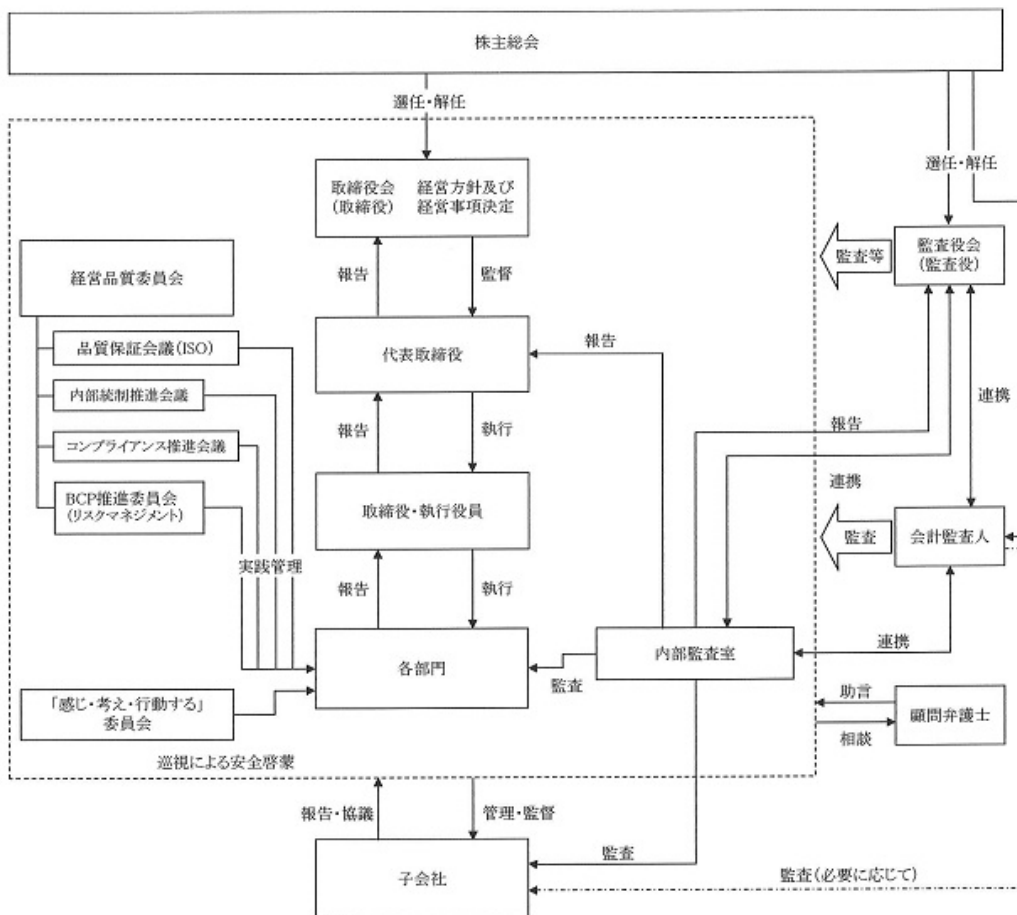 株主総会
選任・解任
選任・解任
取締役会 経営方針及び
(取締役) 経営事項決定
監査等
監査役会
(監査役)
経営品質委員会
報告
監督
品質保証会議(ISO)
代表取締役
報告
内部統制推進会議
連携
報告
執行
報告
コンプライアンス推進会議
連携
BCP推進委員会
(リスクマネジメント)
取締役・執行役員
監査
会計監査人
実践管理
報告
執行
各部門
監査
内部監査室
連携
「感じ・考え・行動する」
委員会
助言
顧問弁護士
相談
巡視による安全啓蒙
報告・協議
管理・監督
監査
子会社
監査(必要に応じて)